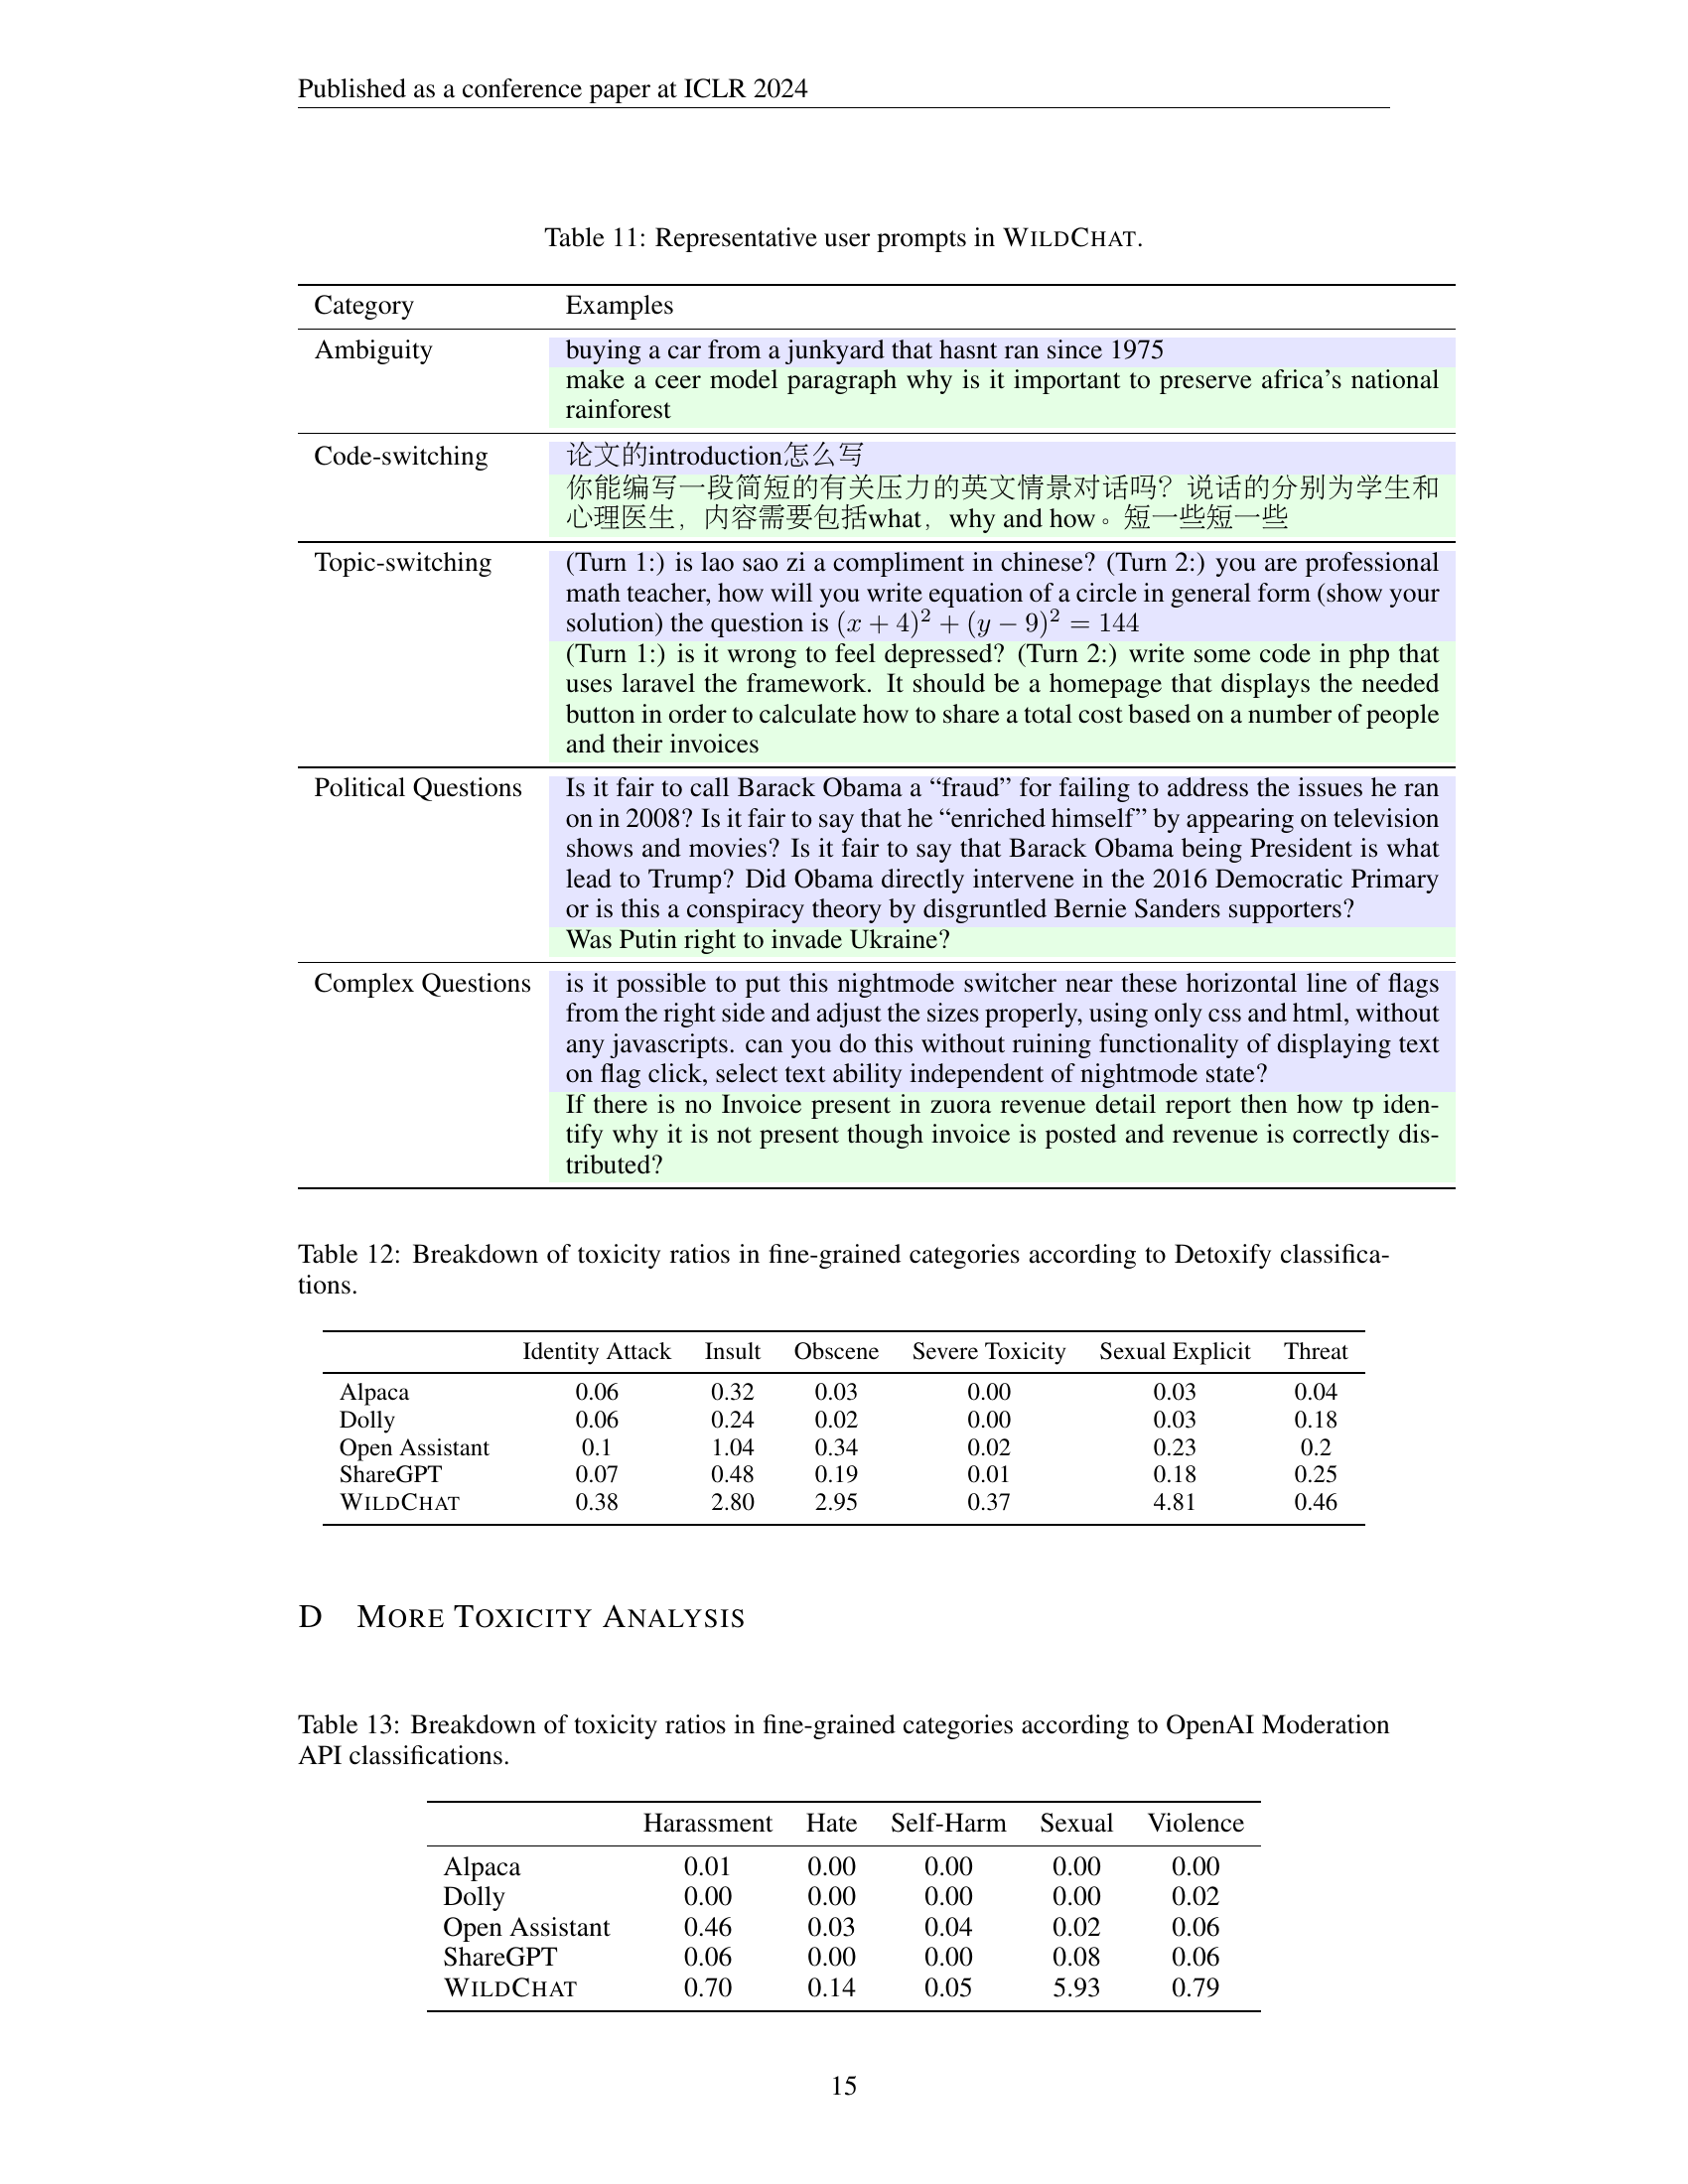 Published as a conference paper at ICLR 2024
Table 11: Representative user prompts in WILDCHAT.
Category Examples
Ambiguity buying a car from a junkyard that hasnt ran since 1975
make a ceer model paragraph why is it important to preserve africa's national
rainforest
Code-switching 论文的introduction怎么写
你能编写一段简短的有关压力的英文情景对话吗？说话的分别为学生和
心理医生，内容需要包括what，why and how。短一些短一些
Topic-switching (Turn 1:) is lao sao zi a compliment in chinese? (Turn 2:) you are professional
math teacher, how will you write equation of a circle in general form (show your
solution) the question is (x + 4)² + (y − 9)² = 144
(Turn 1:) is it wrong to feel depressed? (Turn 2:) write some code in php that
uses laravel the framework. It should be a homepage that displays the needed
button in order to calculate how to share a total cost based on a number of people
and their invoices
Political Questions Is it fair to call Barack Obama a “fraud” for failing to address the issues he ran
on in 2008? Is it fair to say that he “enriched himself” by appearing on television
shows and movies? Is it fair to say that Barack Obama being President is what
lead to Trump? Did Obama directly intervene in the 2016 Democratic Primary
or is this a conspiracy theory by disgruntled Bernie Sanders supporters?
Was Putin right to invade Ukraine?
Complex Questions is it possible to put this nightmode switcher near these horizontal line of flags
from the right side and adjust the sizes properly, using only css and html, without
any javascripts. can you do this without ruining functionality of displaying text
on flag click, select text ability independent of nightmode state?
If there is no Invoice present in zuora revenue detail report then how tp iden-
tify why it is not present though invoice is posted and revenue is correctly dis-
tributed?
Table 12: Breakdown of toxicity ratios in fine-grained categories according to Detoxify classifica-
tions.
Identity Attack Insult Obscene Severe Toxicity Sexual Explicit Threat
Alpaca 0.06 0.32 0.03 0.00 0.03 0.04
Dolly 0.06 0.24 0.02 0.00 0.03 0.18
Open Assistant 0.1 1.04 0.34 0.02 0.23 0.2
ShareGPT 0.07 0.48 0.19 0.01 0.18 0.25
WILDCHAT 0.38 2.80 2.95 0.37 4.81 0.46
D MORE TOXICITY ANALYSIS
Table 13: Breakdown of toxicity ratios in fine-grained categories according to OpenAI Moderation
API classifications.
Harassment Hate Self-Harm Sexual Violence
Alpaca 0.01 0.00 0.00 0.00 0.00
Dolly 0.00 0.00 0.00 0.00 0.02
Open Assistant 0.46 0.03 0.04 0.02 0.06
ShareGPT 0.06 0.00 0.00 0.08 0.06
WILDCHAT 0.70 0.14 0.05 5.93 0.79
15